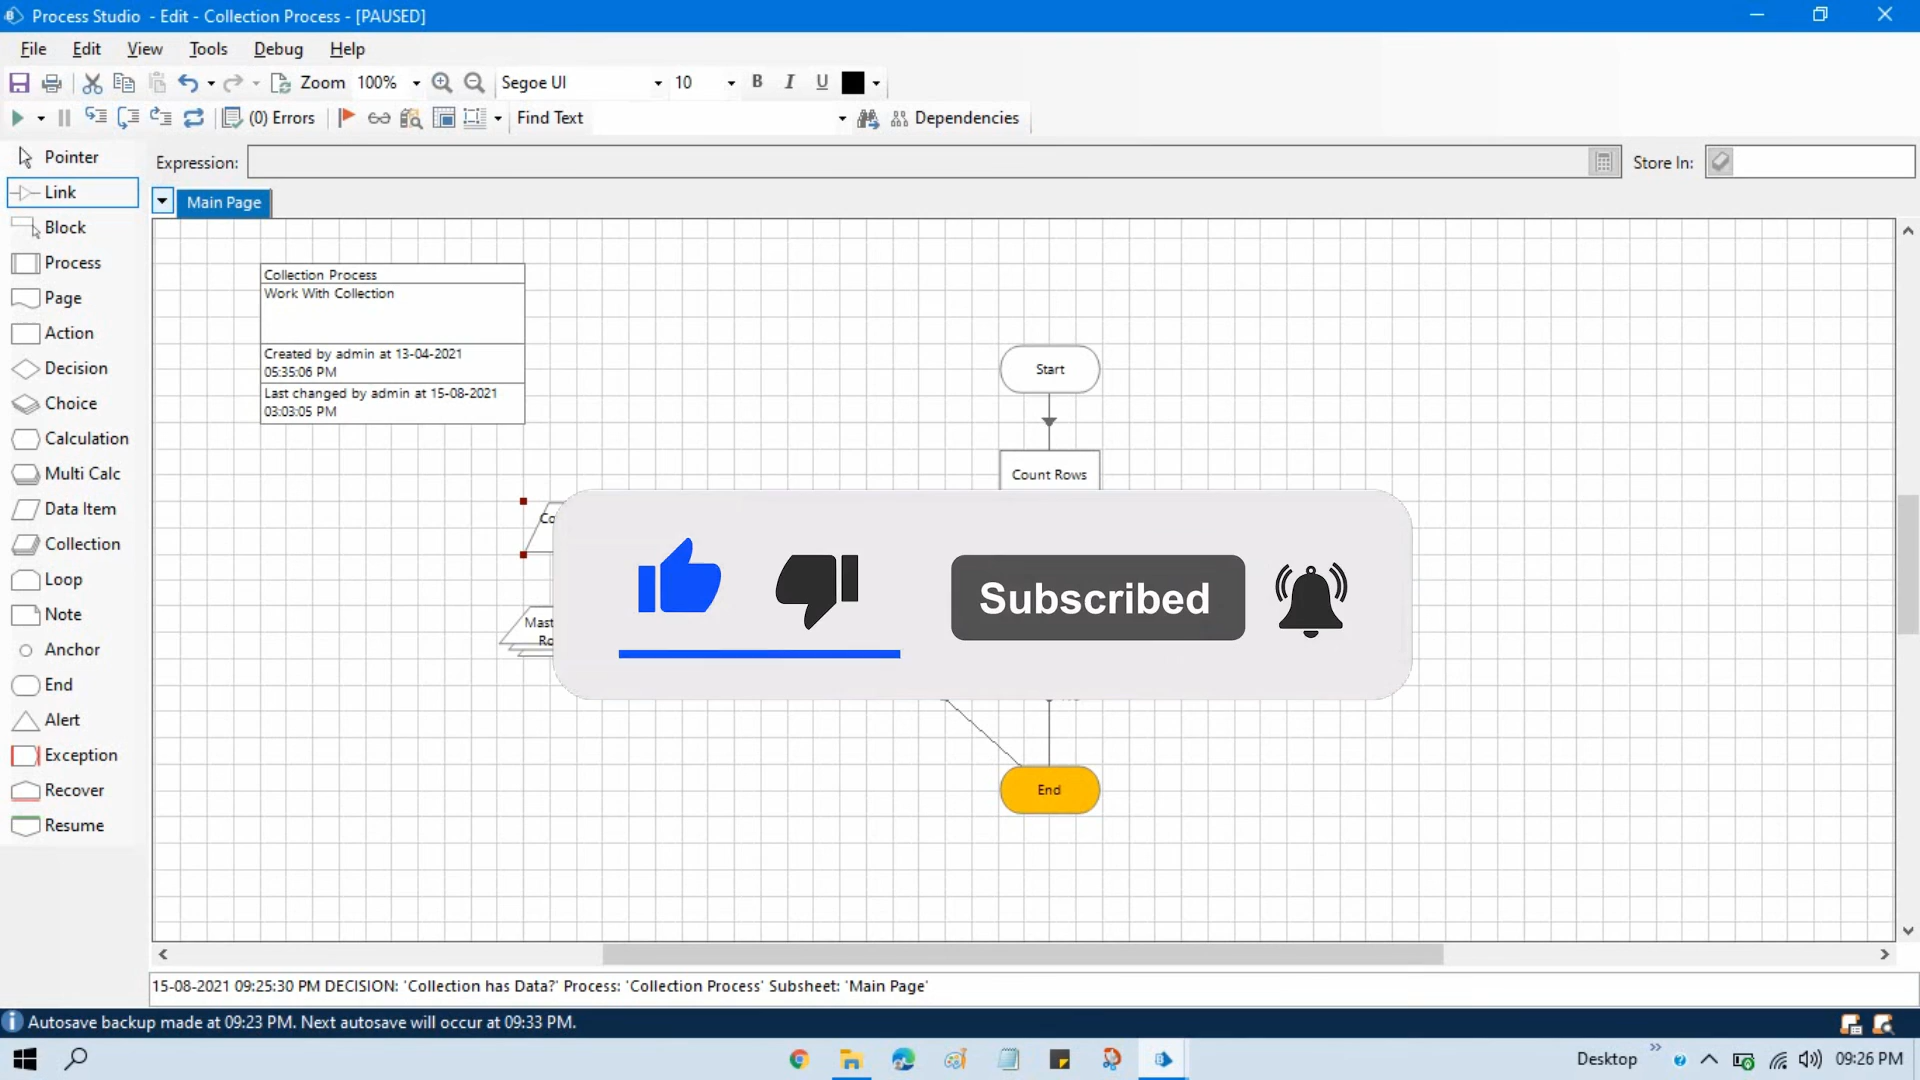 Process Studio - Edit - Collection Process - [PAUSED]
File Edit View Tools Debug Help
Zoom 100% Segoe UI 10 B I U
(0) Errors Find Text Dependencies
Expression: Store In:
Pointer
Link
Block
Process
Page
Action
Decision
Choice
Calculation
Multi Calc
Data Item
Collection
Loop
Note
Anchor
End
Alert
Exception
Recover
Resume
Main Page
Collection Process
Work With Collection
Created by admin at 13-04-2021
05:35:06 PM
Last changed by admin at 15-08-2021
03:03:05 PM
Start
Count Rows
Co
Mast
Ro
Subscribed
End
15-08-2021 09:25:30 PM DECISION: 'Collection has Data?' Process: 'Collection Process' Subsheet: 'Main Page'
Autosave backup made at 09:23 PM. Next autosave will occur at 09:33 PM.
Desktop 09:26 PM